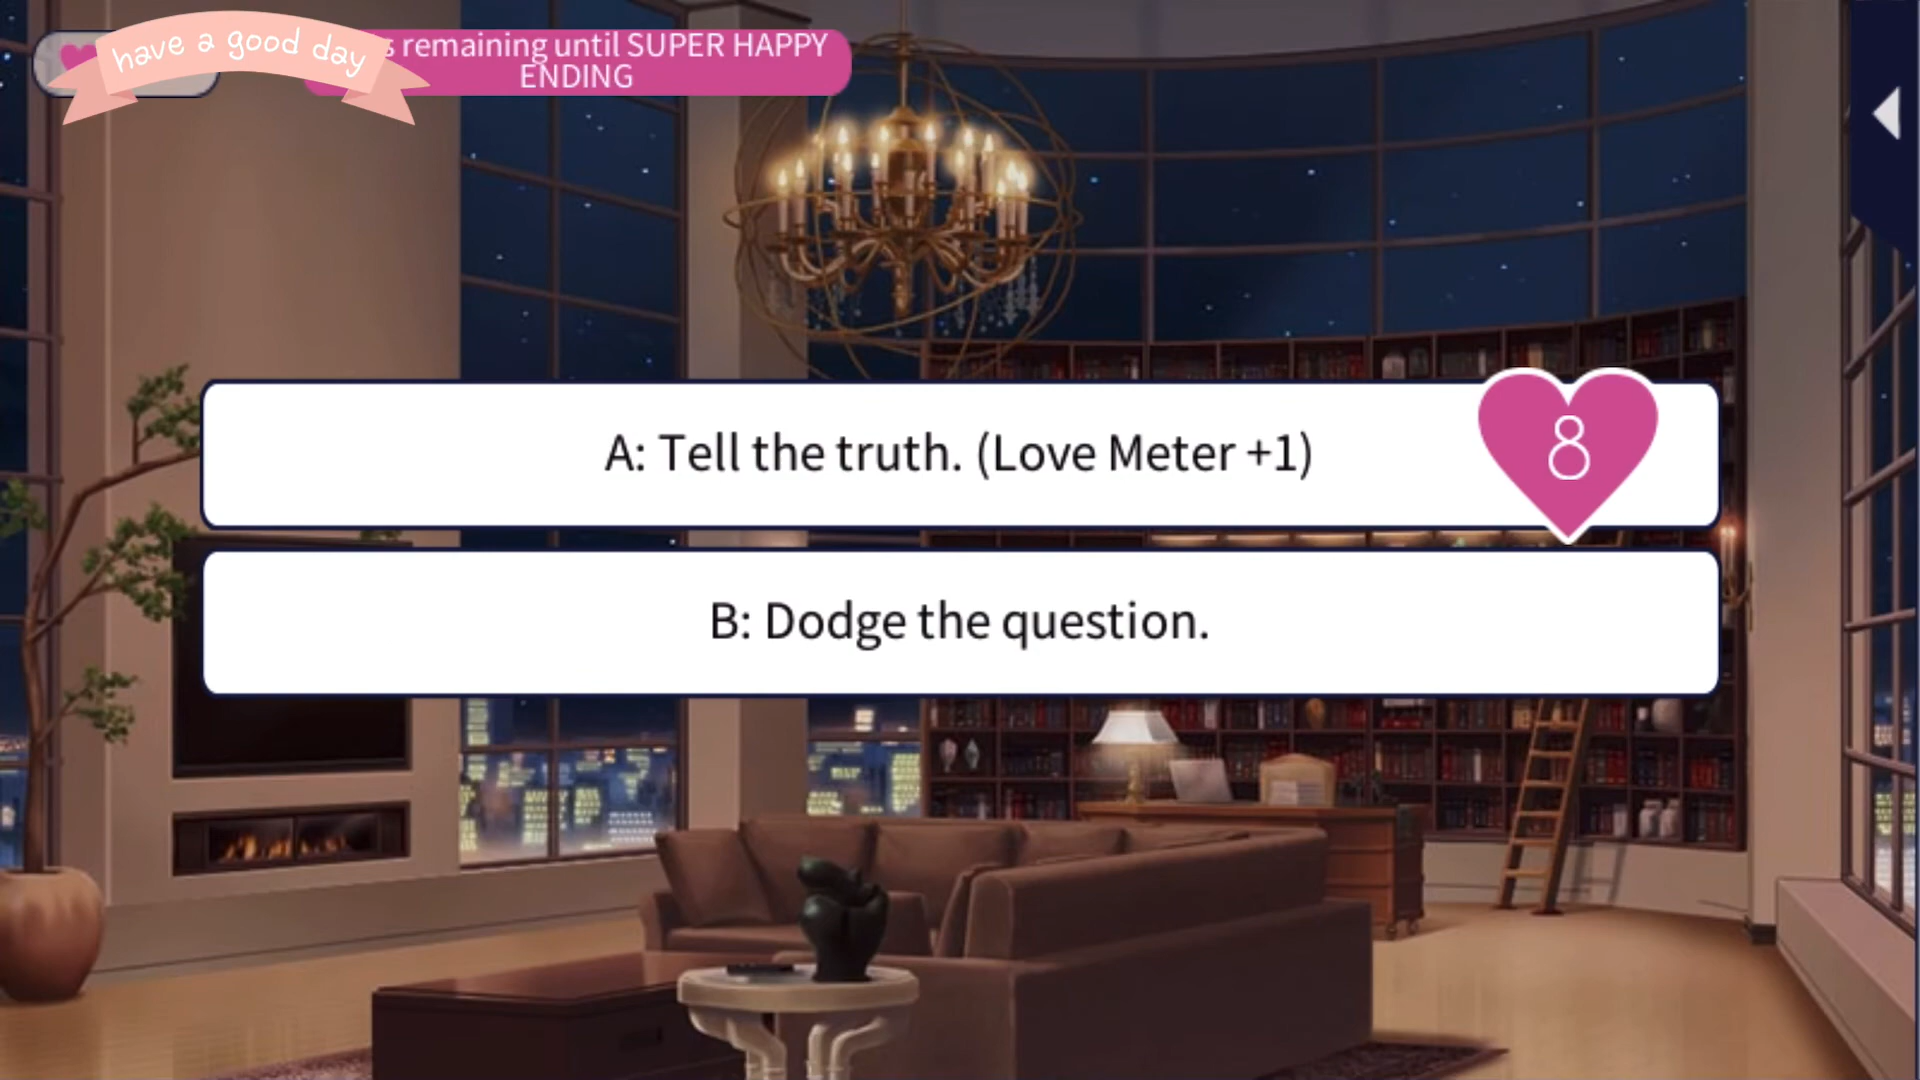 have a good day
remaining until SUPER HAPPY
ENDING
A: Tell the truth. (Love Meter +1)
8
B: Dodge the question.